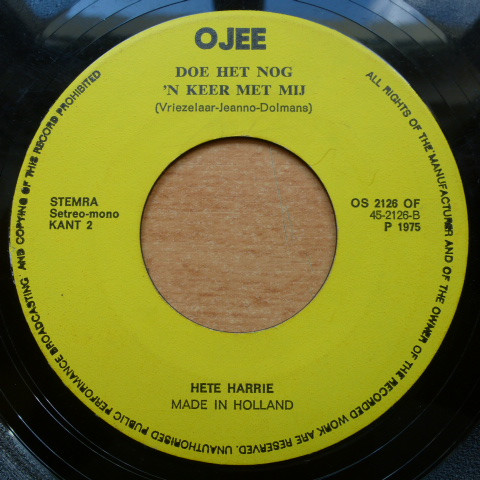 OJEE
DOE HET NOG
'N KEER MET MIJ
(Vriezelaar-Jeanno-Dolmans)
STEMRA
Setreo-mono
KANT 2
OS 2126 OF
45-2126-B
P 1975
HETE HARRIE
MADE IN HOLLAND
ALL RIGHTS OF THE MANUFACTURER AND OF THE OWNER OF THE RECORDED WORK ARE RESERVED. UNAUTHORISED PUBLIC PERFORMANCE BROADCASTING AND COPYING OF THIS RECORD PROHIBITED